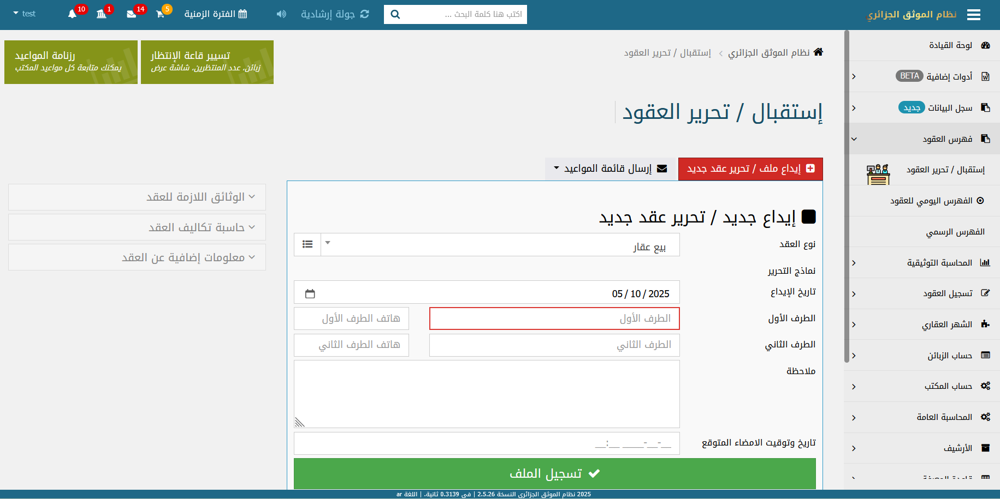 نظام الموثق الجزائري
اكتب هنا كلمة البحث ...
جولة إرشادية
الفترة الزمنية
5
14
1
10
test
لوحة القيادة
أدوات إضافية BETA
سجل البيانات جديد
فهرس العقود
إستقبال / تحرير العقود
الفهرس اليومي للعقود
الفهرس الرسمي
المحاسبة التوثيقية
تسجيل العقود
الشهر العقاري
حساب الزبائن
حساب المكتب
المحاسبة العامة
الأرشيف
نظام الموثق الجزائري
إستقبال / تحرير العقود
تسيير قاعة الإنتظار
زبائن، عدد المنتظرين، شاشة عرض
رزنامة المواعيد
يمكنك متابعة كل مواعيد المكتب
إستقبال / تحرير العقود
إيداع ملف / تحرير عقد جديد
إرسال قائمة المواعيد
إيداع جديد / تحرير عقد جديد
نوع العقد
بيع عقار
نماذج التحرير
تاريخ الإيداع
05 / 10 / 2025
الطرف الأول
الطرف الأول
هاتف الطرف الأول
الطرف الثاني
الطرف الثاني
هاتف الطرف الثاني
ملاحظة
تاريخ وتوقيت الامضاء المتوقع
__-__-____ __:__
تسجيل الملف
الوثائق اللازمة للعقد
حاسبة تكاليف العقد
معلومات إضافية عن العقد
2025 نظام الموثق الجزائري النسخة 2.5.26 | في 0.3139 ثانية. | اللغة ar